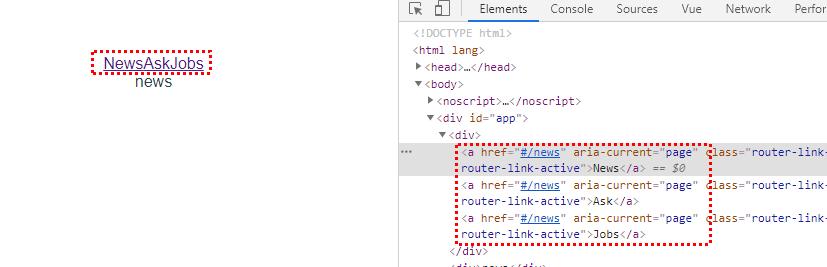 Elements Console Sources Network Perfor
NewsAskJobs
news
<!DOCTYPE html>
<html lang>
▶<head>…</head>
▼<body>
▶<noscript>…</noscript>
▼<div id="app">
▼<div>
… <a href="#/news" aria-current="page" class="router-link-
router-link-active">News</a> == $0
<a href="#/news" aria-current="page" class="router-link-
router-link-active">Ask</a>
<a href="#/news" aria-current="page" class="router-link-
router-link-active">Jobs</a>
</div>
<div>news</div>